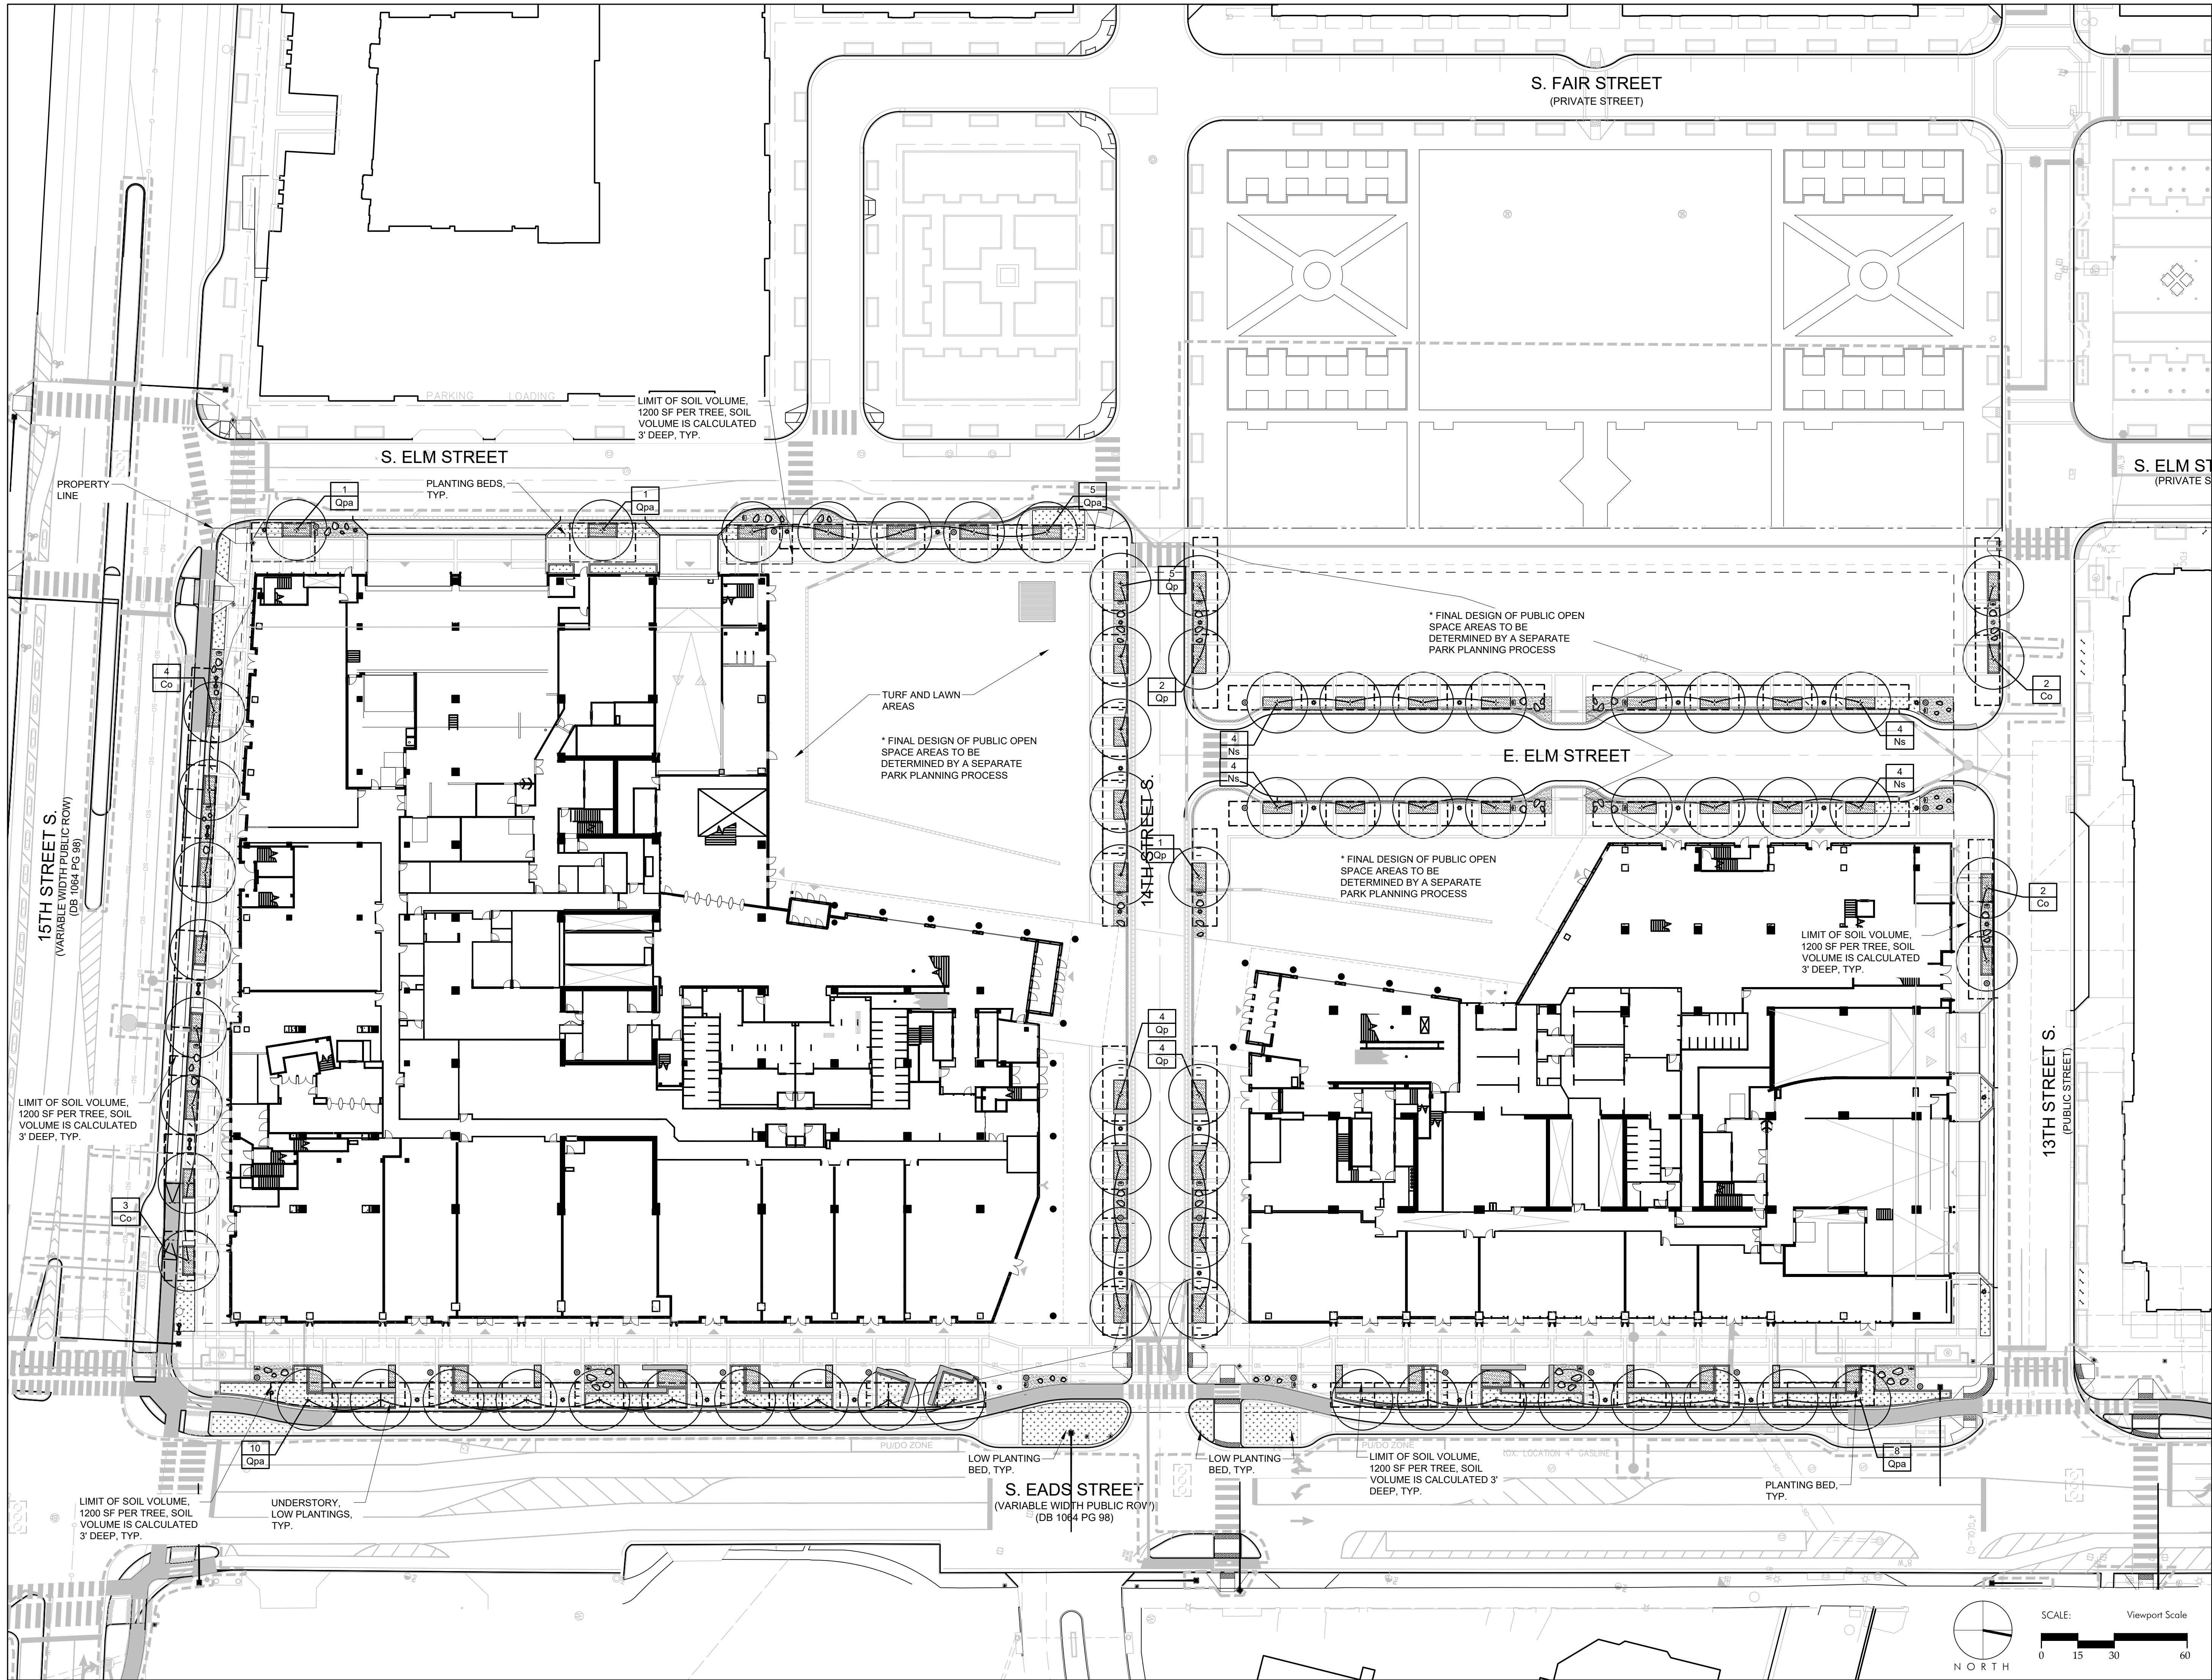 S. FAIR STREET
(PRIVATE STREET)
PARKING
LOADING
LIMIT OF SOIL VOLUME,
1200 SF PER TREE, SOIL
VOLUME IS CALCULATED
3' DEEP, TYP.
S. ELM STREET
S. ELM ST
(PRIVATE S
PROPERTY
LINE
PLANTING BEDS,
TYP.
1
Qpa
1
Qpa
5
Qpa
5
Qp
* FINAL DESIGN OF PUBLIC OPEN
SPACE AREAS TO BE
DETERMINED BY A SEPARATE
PARK PLANNING PROCESS
4
Co
2
Qp
2
Co
TURF AND LAWN
AREAS
* FINAL DESIGN OF PUBLIC OPEN
SPACE AREAS TO BE
DETERMINED BY A SEPARATE
PARK PLANNING PROCESS
4
Ns
4
Ns
E. ELM STREET
4
Ns
4
Ns
14TH STREET S.
1
Qp
15TH STREET S.
(VARIABLE WIDTH PUBLIC ROW)
(DB 1064 PG 98)
* FINAL DESIGN OF PUBLIC OPEN
SPACE AREAS TO BE
DETERMINED BY A SEPARATE
PARK PLANNING PROCESS
2
Co
LIMIT OF SOIL VOLUME,
1200 SF PER TREE, SOIL
VOLUME IS CALCULATED
3' DEEP, TYP.
4
Qp
4
Qp
13TH STREET S.
(PUBLIC STREET)
LIMIT OF SOIL VOLUME,
1200 SF PER TREE, SOIL
VOLUME IS CALCULATED
3' DEEP, TYP.
3
Co
10
Qpa
PU/DO ZONE
PU/DO ZONE
LOW PLANTING
BED, TYP.
LOW PLANTING
BED, TYP.
LIMIT OF SOIL VOLUME,
1200 SF PER TREE, SOIL
VOLUME IS CALCULATED 3'
DEEP, TYP.
OX. LOCATION 4" GASLINE
8
Qpa
PLANTING BED,
TYP.
S. EADS STREET
(VARIABLE WIDTH PUBLIC ROW)
(DB 1064 PG 98)
LIMIT OF SOIL VOLUME,
1200 SF PER TREE, SOIL
VOLUME IS CALCULATED
3' DEEP, TYP.
UNDERSTORY,
LOW PLANTINGS,
TYP.
NORTH
SCALE:
Viewport Scale
0 15 30 60